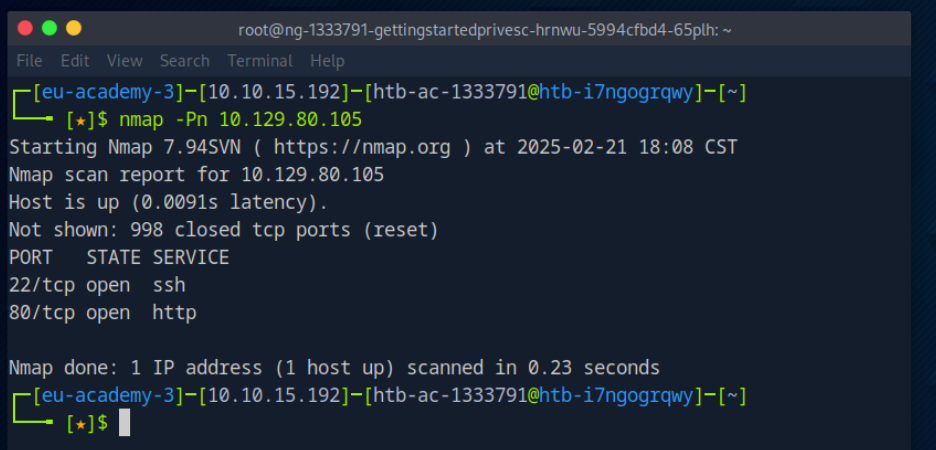 root@ng-1333791-gettingstartedprivesc-hrnwu-5994cfbd4-65plh: ~
File Edit View Search Terminal Help
┌─[eu-academy-3]─[10.10.15.192]─[htb-ac-1333791@htb-i7ngogrqwy]─[~]
└──╼ [★]$ nmap -Pn 10.129.80.105
Starting Nmap 7.94SVN ( https://nmap.org ) at 2025-02-21 18:08 CST
Nmap scan report for 10.129.80.105
Host is up (0.0091s latency).
Not shown: 998 closed tcp ports (reset)
PORT   STATE SERVICE
22/tcp open  ssh
80/tcp open  http
Nmap done: 1 IP address (1 host up) scanned in 0.23 seconds
┌─[eu-academy-3]─[10.10.15.192]─[htb-ac-1333791@htb-i7ngogrqwy]─[~]
└──╼ [★]$